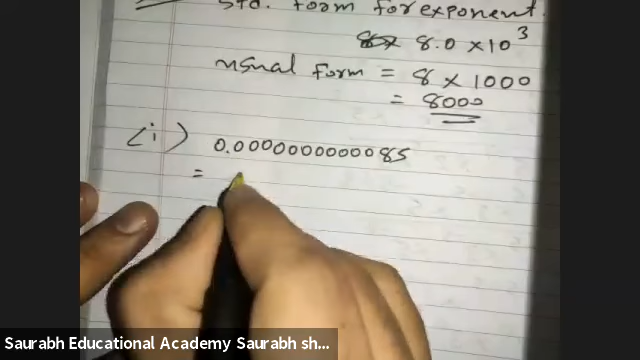 Std. form for exponent.
8.0 × 10³
usual form = 8 × 1000
= 8000
(i) 0.00000000000085
=
Saurabh Educational Academy Saurabh sh...